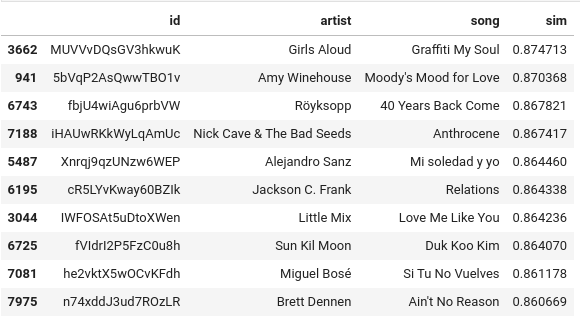 id artist song sim
3662 MUVVvDQsGV3hkwuK Girls Aloud Graffiti My Soul 0.874713
941 5bVqP2AsQwwTBO1v Amy Winehouse Moody's Mood for Love 0.870368
6743 fbjU4wiAgu6prbVW Röyksopp 40 Years Back Come 0.867821
7188 iHAUwRKkWyLqAmUc Nick Cave & The Bad Seeds Anthrocene 0.867417
5487 Xnrqj9qzUNzw6WEP Alejandro Sanz Mi soledad y yo 0.864460
6195 cR5LYvKway60BZIk Jackson C. Frank Relations 0.864338
3044 IWFOSAt5uDtoXWen Little Mix Love Me Like You 0.864236
6725 fVIdrI2P5FzC0u8h Sun Kil Moon Duk Koo Kim 0.864070
7081 he2vktX5wOCvKFdh Miguel Bosé Si Tu No Vuelves 0.861178
7975 n74xddJ3ud7ROzLR Brett Dennen Ain't No Reason 0.860669